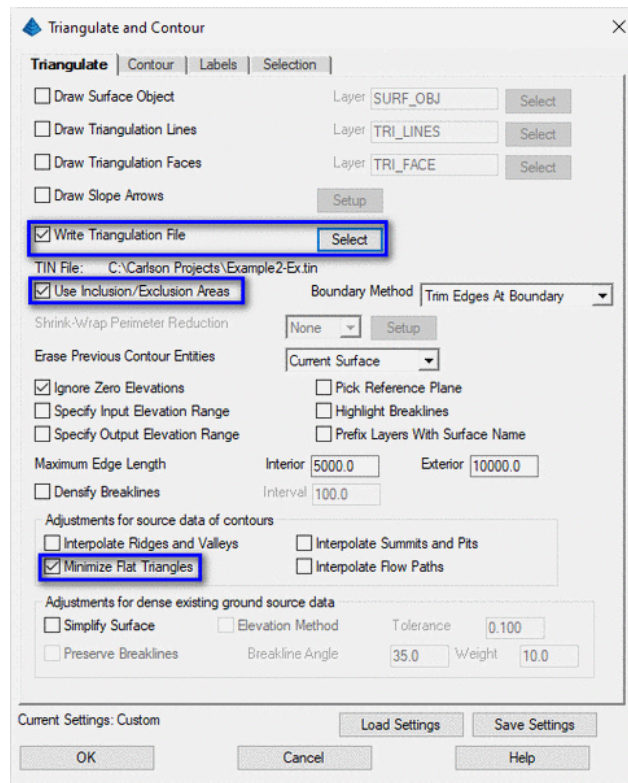 Triangulate and Contour
Triangulate Contour Labels Selection
Draw Surface Object Layer SURF_OBJ Select
Draw Triangulation Lines Layer TRI_LINES Select
Draw Triangulation Faces Layer TRI_FACE Select
Draw Slope Arrows Setup
Write Triangulation File Select
TIN File: C:\Carlson Projects\Example2-Ex.tin
Use Inclusion/Exclusion Areas Boundary Method Trim Edges At Boundary
Shrink-Wrap Perimeter Reduction None Setup
Erase Previous Contour Entities Current Surface
Ignore Zero Elevations Pick Reference Plane
Specify Input Elevation Range Highlight Breaklines
Specify Output Elevation Range Prefix Layers With Surface Name
Maximum Edge Length Interior 5000.0 Exterior 10000.0
Densify Breaklines Interval 100.0
Adjustments for source data of contours
Interpolate Ridges and Valleys Interpolate Summits and Pits
Minimize Flat Triangles Interpolate Flow Paths
Adjustments for dense existing ground source data
Simplify Surface Elevation Method Tolerance 0.100
Preserve Breaklines Breakline Angle 35.0 Weight 10.0
Current Settings: Custom Load Settings Save Settings
OK Cancel Help